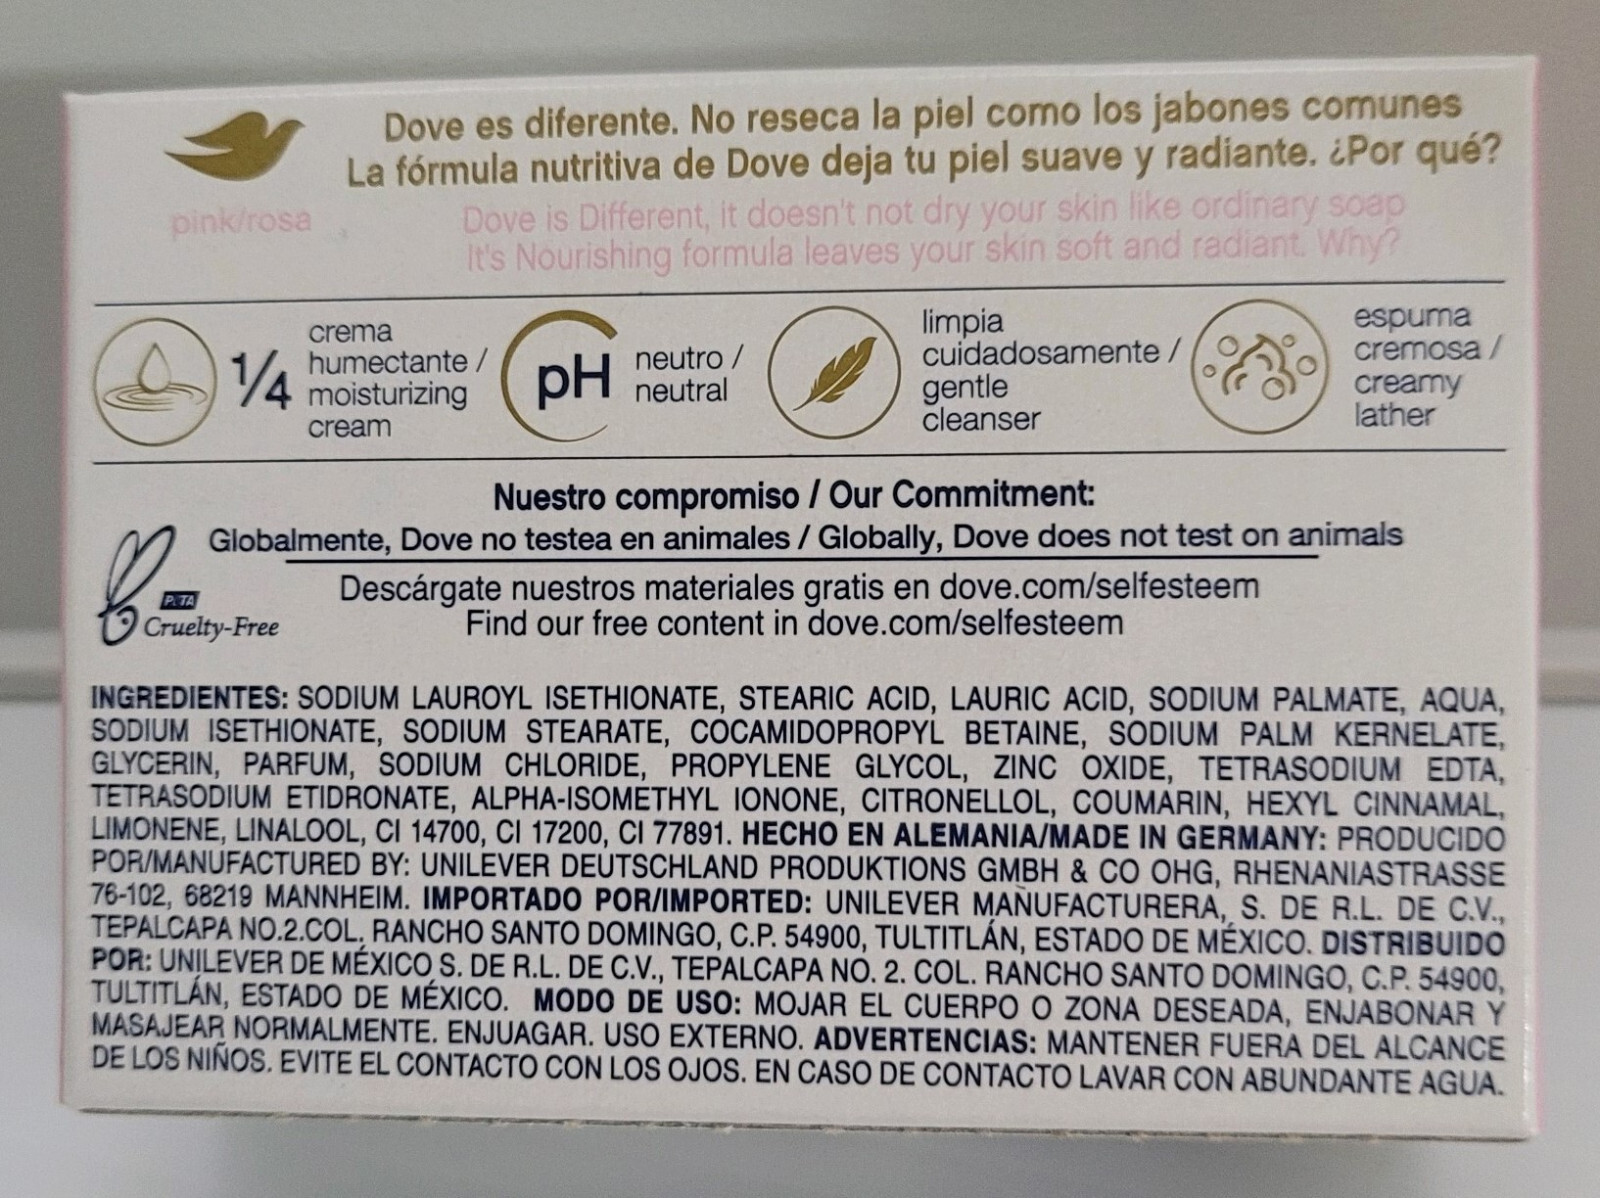 Dove es diferente. No reseca la piel como los jabones comunes
La fórmula nutritiva de Dove deja tu piel suave y radiante. ¿Por qué?
pink/rosa
Dove is Different, it doesn't not dry your skin like ordinary soap
It's Nourishing formula leaves your skin soft and radiant. Why?
1/4
crema
humectante /
moisturizing
cream
pH
neutro /
neutral
limpia
cuidadosamente /
gentle
cleanser
espuma
cremosa /
creamy
lather
Nuestro compromiso / Our Commitment:
Globalmente, Dove no testea en animales / Globally, Dove does not test on animals
PETA
Cruelty-Free
Descárgate nuestros materiales gratis en dove.com/selfesteem
Find our free content in dove.com/selfesteem
INGREDIENTES: SODIUM LAUROYL ISETHIONATE, STEARIC ACID, LAURIC ACID, SODIUM PALMATE, AQUA,
SODIUM ISETHIONATE, SODIUM STEARATE, COCAMIDOPROPYL BETAINE, SODIUM PALM KERNELATE,
GLYCERIN, PARFUM, SODIUM CHLORIDE, PROPYLENE GLYCOL, ZINC OXIDE, TETRASODIUM EDTA,
TETRASODIUM ETIDRONATE, ALPHA-ISOMETHYL IONONE, CITRONELLOL, COUMARIN, HEXYL CINNAMAL,
LIMONENE, LINALOOL, CI 14700, CI 17200, CI 77891. HECHO EN ALEMANIA/MADE IN GERMANY: PRODUCIDO
POR/MANUFACTURED BY: UNILEVER DEUTSCHLAND PRODUKTIONS GMBH & CO OHG, RHENANIASTRASSE
76-102, 68219 MANNHEIM. IMPORTADO POR/IMPORTED: UNILEVER MANUFACTURERA, S. DE R.L. DE C.V.,
TEPALCAPA NO.2.COL. RANCHO SANTO DOMINGO, C.P. 54900, TULTITLÁN, ESTADO DE MÉXICO. DISTRIBUIDO
POR: UNILEVER DE MÉXICO S. DE R.L. DE C.V., TEPALCAPA NO. 2. COL. RANCHO SANTO DOMINGO, C.P. 54900,
TULTITLÁN, ESTADO DE MÉXICO. MODO DE USO: MOJAR EL CUERPO O ZONA DESEADA, ENJABONAR Y
MASAJEAR NORMALMENTE. ENJUAGAR. USO EXTERNO. ADVERTENCIAS: MANTENER FUERA DEL ALCANCE
DE LOS NIÑOS. EVITE EL CONTACTO CON LOS OJOS. EN CASO DE CONTACTO LAVAR CON ABUNDANTE AGUA.